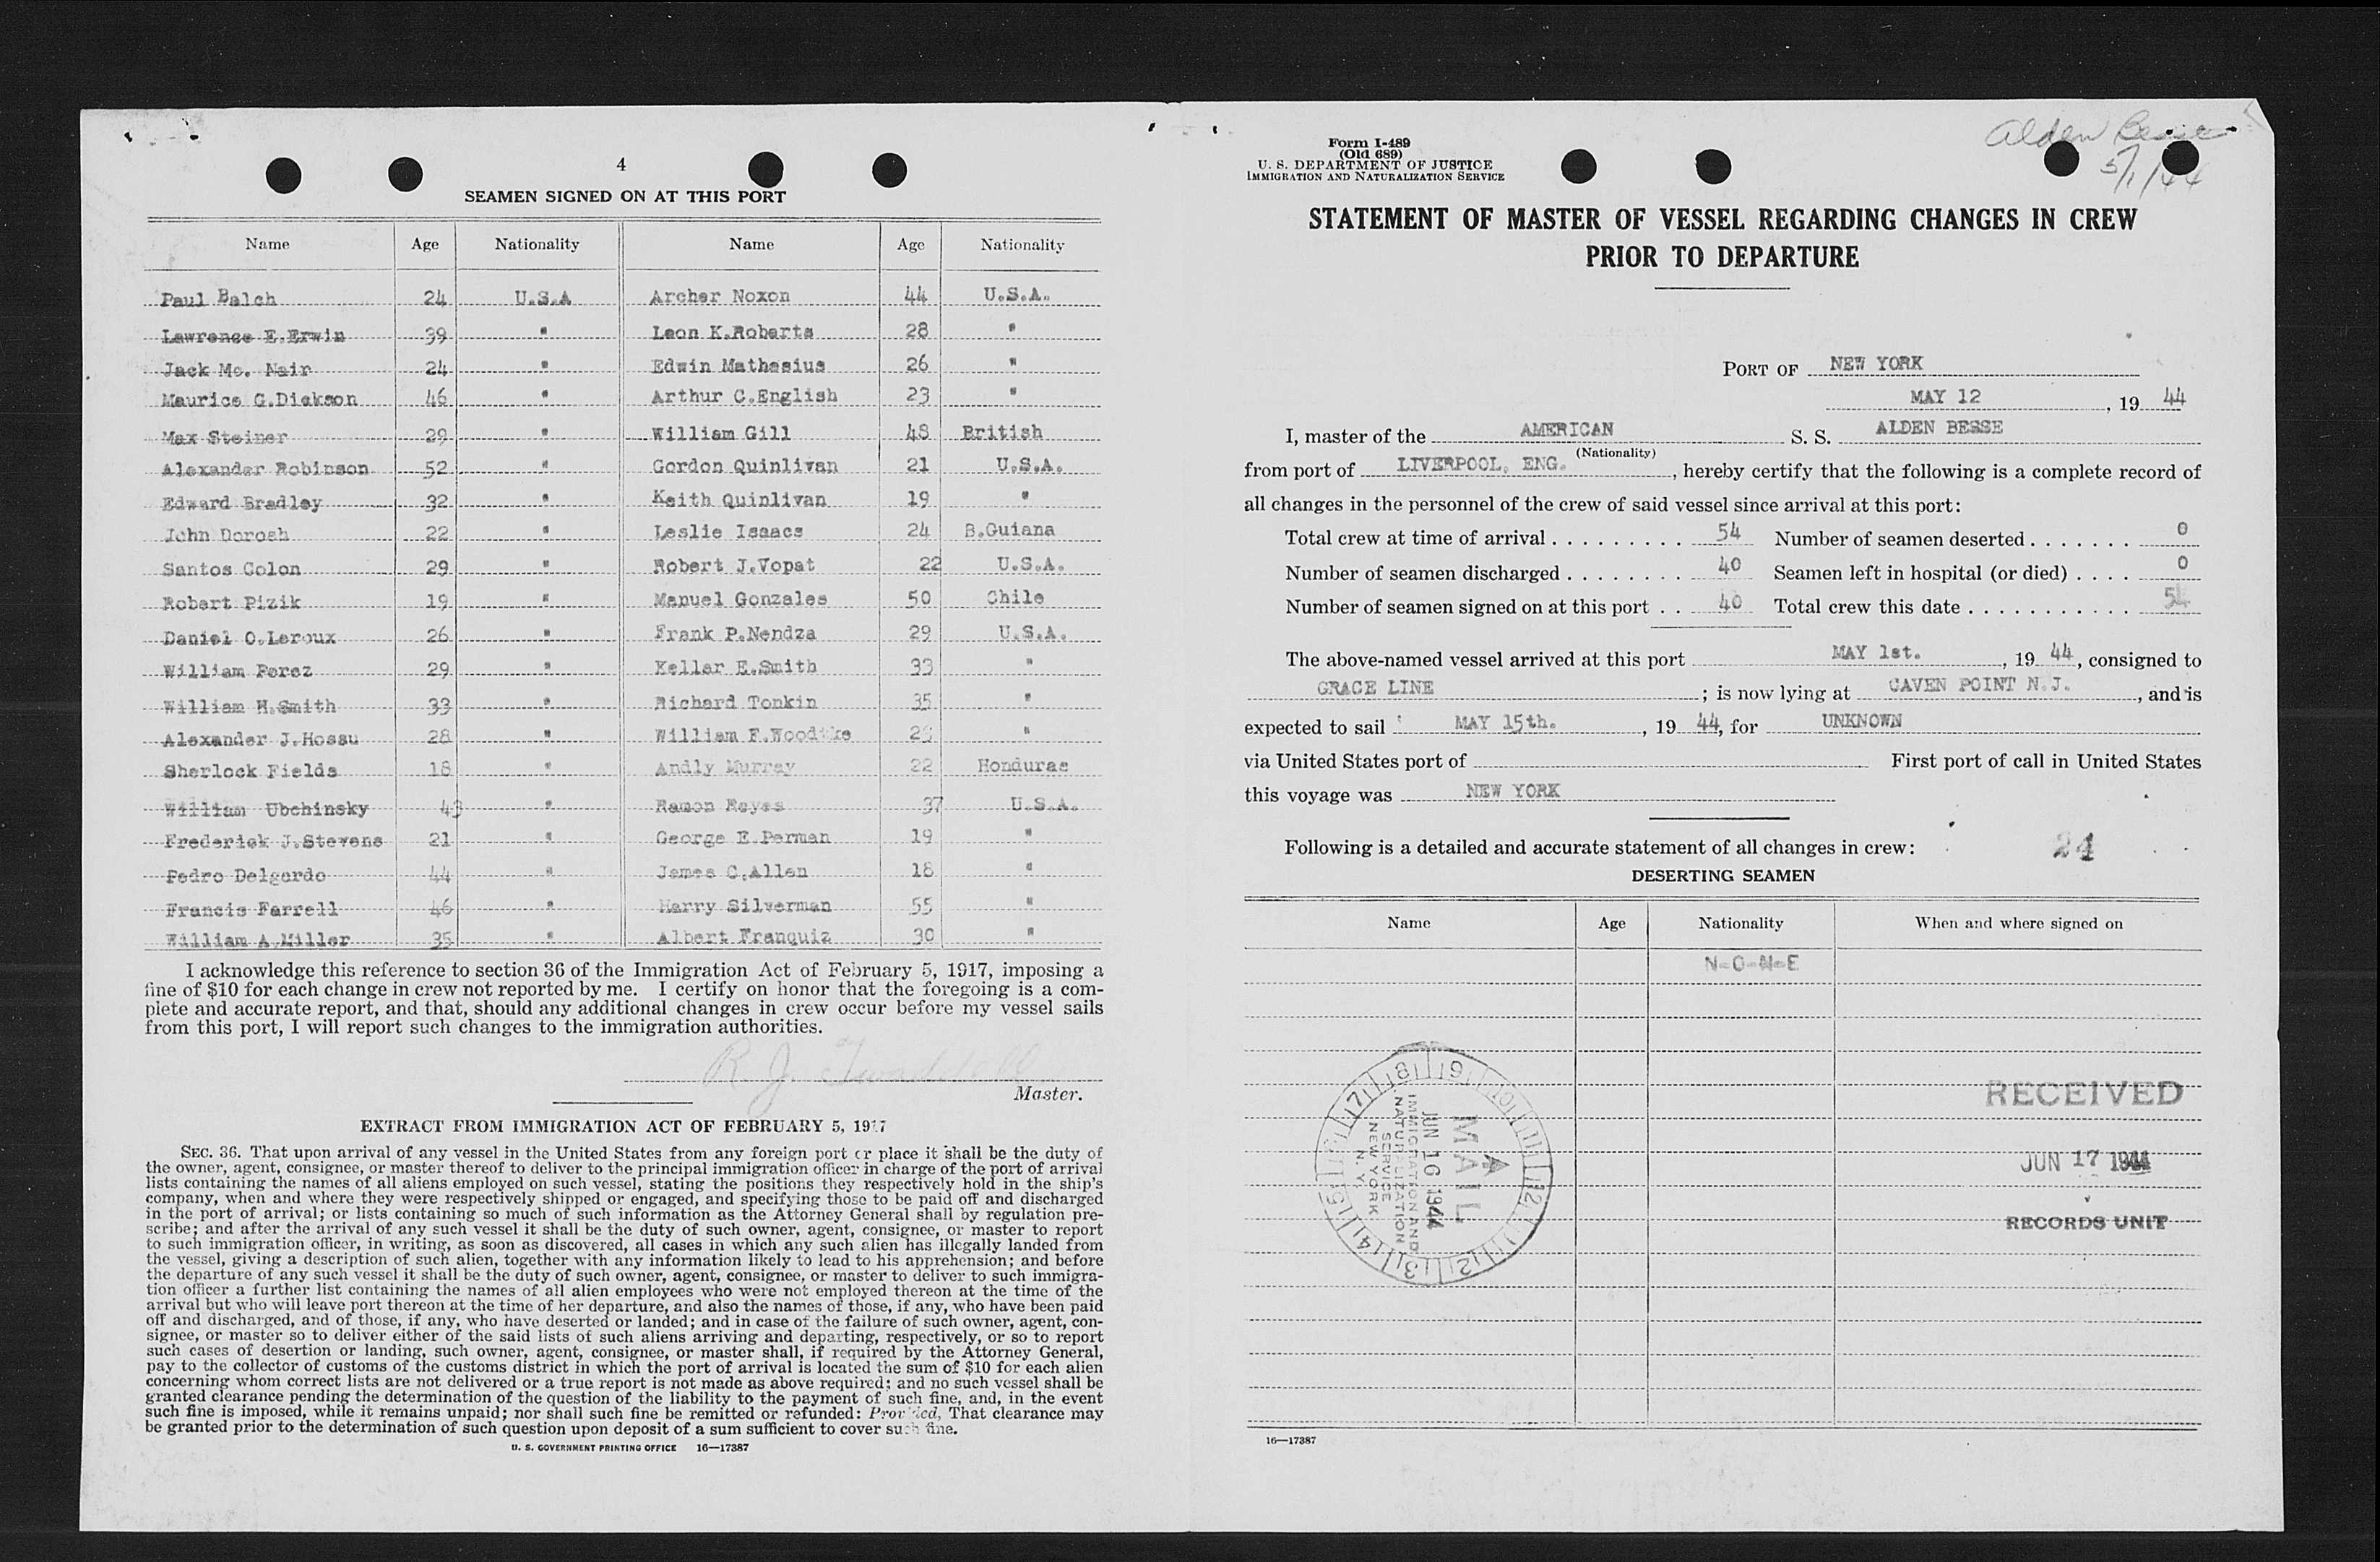 4
SEAMEN SIGNED ON AT THIS PORT
Name Age Nationality Name Age Nationality
Paul Balch 24 U.S.A Archer Noxon 44 U.S.A.
Lawrence E.Erwin 39 " Leon K.Roberts 28 "
Jack Mc. Nair 24 " Edwin Mathesius 26 "
Maurice G.Dickson 46 " Arthur C.English 23 "
Max Steiner 29 " William Gill 48 British
Alexander Robinson 52 " Gordon Quinlivan 21 U.S.A.
Edward Bradley 32 " Keith Quinlivan 19 "
John Dorosh 22 " Leslie Isaacs 24 B.Guiana
Santos Colon 29 " Robert J.Vopat 22 U.S.A.
Robert Pizik 19 " Manuel Gonzales 50 Chile
Daniel O.Leroux 26 " Frank P.Nendza 29 U.S.A.
William Perez 29 " Kellar E.Smith 33 "
William H.Smith 33 " Richard Tonkin 35 "
Alexander J.Hossu 28 " William F.Woodtke "
Sherlock Fields 18 " Andly Murray 22 Honduras
William Ubchinsky 43 " Ramon Reyes 37 U.S.A.
Frederick J.Stevens 21 " George E.Perman 19 "
Pedro Delgardo 44 " James C.Allen 18 "
Francis Farrell 46 " Harry Silverman 55 "
William A.Miller 35 " Albert Franquiz 30 "
I acknowledge this reference to section 36 of the Immigration Act of February 5, 1917, imposing a
fine of $10 for each change in crew not reported by me. I certify on honor that the foregoing is a com-
plete and accurate report, and that, should any additional changes in crew occur before my vessel sails
from this port, I will report such changes to the immigration authorities.
R J.
Master.
EXTRACT FROM IMMIGRATION ACT OF FEBRUARY 5, 1917
SEC. 36. That upon arrival of any vessel in the United States from any foreign port or place it shall be the duty of
the owner, agent, consignee, or master thereof to deliver to the principal immigration officer in charge of the port of arrival
lists containing the names of all aliens employed on such vessel, stating the positions they respectively hold in the ship's
company, when and where they were respectively shipped or engaged, and specifying those to be paid off and discharged
in the port of arrival; or lists containing so much of such information as the Attorney General shall by regulation pre-
scribe; and after the arrival of any such vessel it shall be the duty of such owner, agent, consignee, or master to report
to such immigration officer, in writing, as soon as discovered, all cases in which any such alien has illegally landed from
the vessel, giving a description of such alien, together with any information likely to lead to his apprehension; and before
the departure of any such vessel it shall be the duty of such owner, agent, consignee, or master to deliver to such immigra-
tion officer a further list containing the names of all alien employees who were not employed thereon at the time of the
arrival but who will leave port thereon at the time of her departure, and also the names of those, if any, who have been paid
off and discharged, and of those, if any, who have deserted or landed; and in case of the failure of such owner, agent, con-
signee, or master so to deliver either of the said lists of such aliens arriving and departing, respectively, or so to report
such cases of desertion or landing, such owner, agent, consignee, or master shall, if required by the Attorney General,
pay to the collector of customs of the customs district in which the port of arrival is located the sum of $10 for each alien
concerning whom correct lists are not delivered or a true report is not made as above required; and no such vessel shall be
granted clearance pending the determination of the question of the liability to the payment of such fine, and, in the event
such fine is imposed, while it remains unpaid; nor shall such fine be remitted or refunded: Provided, That clearance may
be granted prior to the determination of such question upon deposit of a sum sufficient to cover such fine.
U. S. GOVERNMENT PRINTING OFFICE 16—17387
Alden Besse
5/1/44
Form I-489
(Old 689)
U. S. DEPARTMENT OF JUSTICE
IMMIGRATION AND NATURALIZATION SERVICE
STATEMENT OF MASTER OF VESSEL REGARDING CHANGES IN CREW
PRIOR TO DEPARTURE
PORT OF NEW YORK
MAY 12, 19 44
I, master of the AMERICAN S. S. ALDEN BESSE
(Nationality)
from port of LIVERPOOL, ENG., hereby certify that the following is a complete record of
all changes in the personnel of the crew of said vessel since arrival at this port:
Total crew at time of arrival 54 Number of seamen deserted 0
Number of seamen discharged 40 Seamen left in hospital (or died) 0
Number of seamen signed on at this port 40 Total crew this date 54
The above-named vessel arrived at this port MAY 1st., 19 44, consigned to
GRACE LINE; is now lying at CAVEN POINT N.J., and is
expected to sail MAY 15th., 19 44, for UNKNOWN
via United States port of First port of call in United States
this voyage was NEW YORK
Following is a detailed and accurate statement of all changes in crew: 24
DESERTING SEAMEN
Name Age Nationality When and where signed on
N-O-N-E
MAIL
JUN 16 1944
IMMIGRATION AND
NATURALIZATION
SERVICE
NEW YORK
N. Y.
RECEIVED
JUN 17 1944
RECORDS UNIT
16—17387